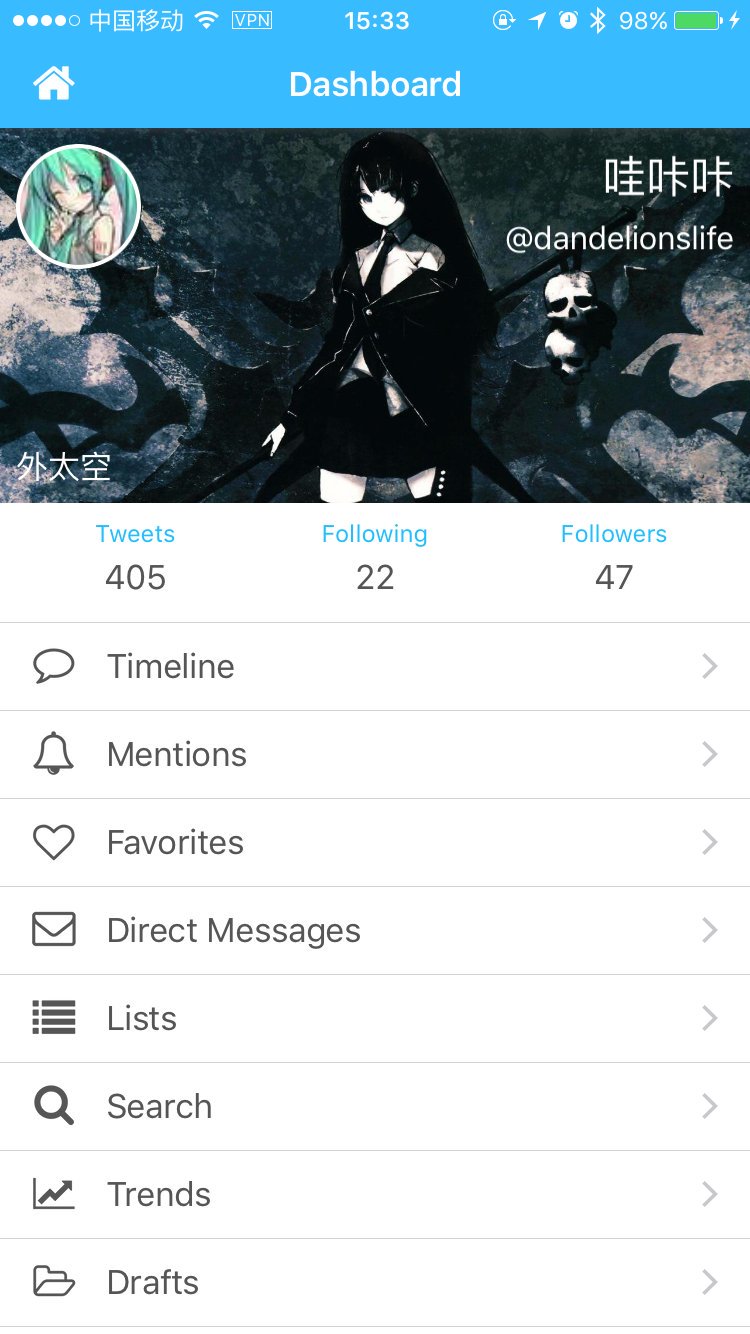 中国移动 VPN 15:33 98%
Dashboard
哇咔咔
@dandelionslife
外太空
Tweets Following Followers
405 22 47
Timeline
Mentions
Favorites
Direct Messages
Lists
Search
Trends
Drafts